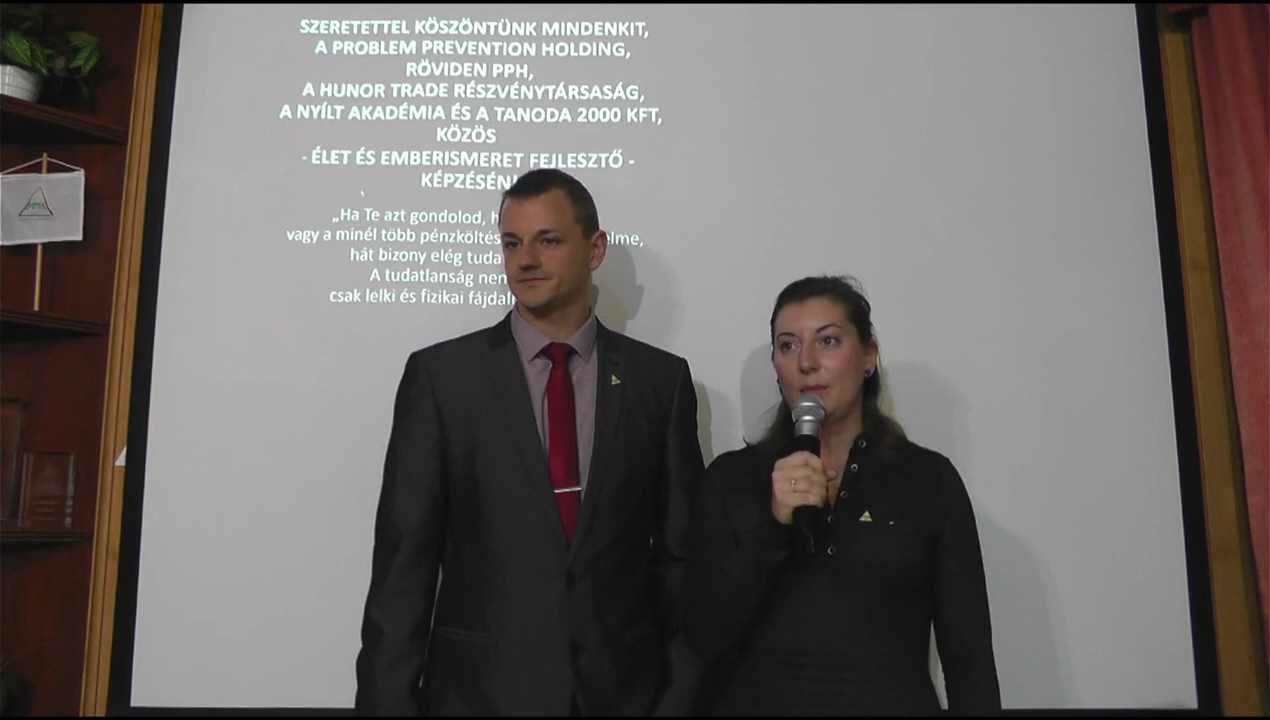 SZERETETTEL KÖSZÖNTÜNK MINDENKIT,
A PROBLEM PREVENTION HOLDING,
RÖVIDEN PPH,
A HUNOR TRADE RÉSZVÉNYTÁRSASÁG,
A NYÍLT AKADÉMIA ÉS A TANODA 2000 KFT,
KÖZÖS
- ÉLET ÉS EMBERISMERET FEJLESZTŐ -
„Ha Te azt gondolod,
vagy a minél több
hát bizony elég
A tudatlanság
csak lelki és fizikai